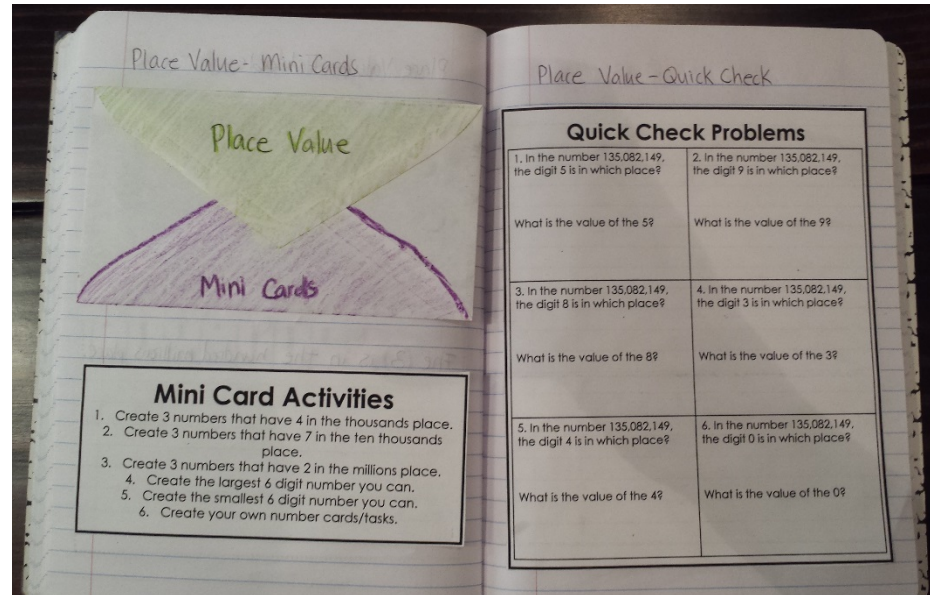 Place Value - Mini Cards
Place Value
Mini Cards
Mini Card Activities
1. Create 3 numbers that have 4 in the thousands place.
2. Create 3 numbers that have 7 in the ten thousands
place.
3. Create 3 numbers that have 2 in the millions place.
4. Create the largest 6 digit number you can.
5. Create the smallest 6 digit number you can.
6. Create your own number cards/tasks.
Place Value - Quick Check
Quick Check Problems
1. In the number 135,082,149,
the digit 5 is in which place?
What is the value of the 5?
2. In the number 135,082,149,
the digit 9 is in which place?
What is the value of the 9?
3. In the number 135,082,149,
the digit 8 is in which place?
What is the value of the 8?
4. In the number 135,082,149,
the digit 3 is in which place?
What is the value of the 3?
5. In the number 135,082,149,
the digit 4 is in which place?
What is the value of the 4?
6. In the number 135,082,149,
the digit 0 is in which place?
What is the value of the 0?